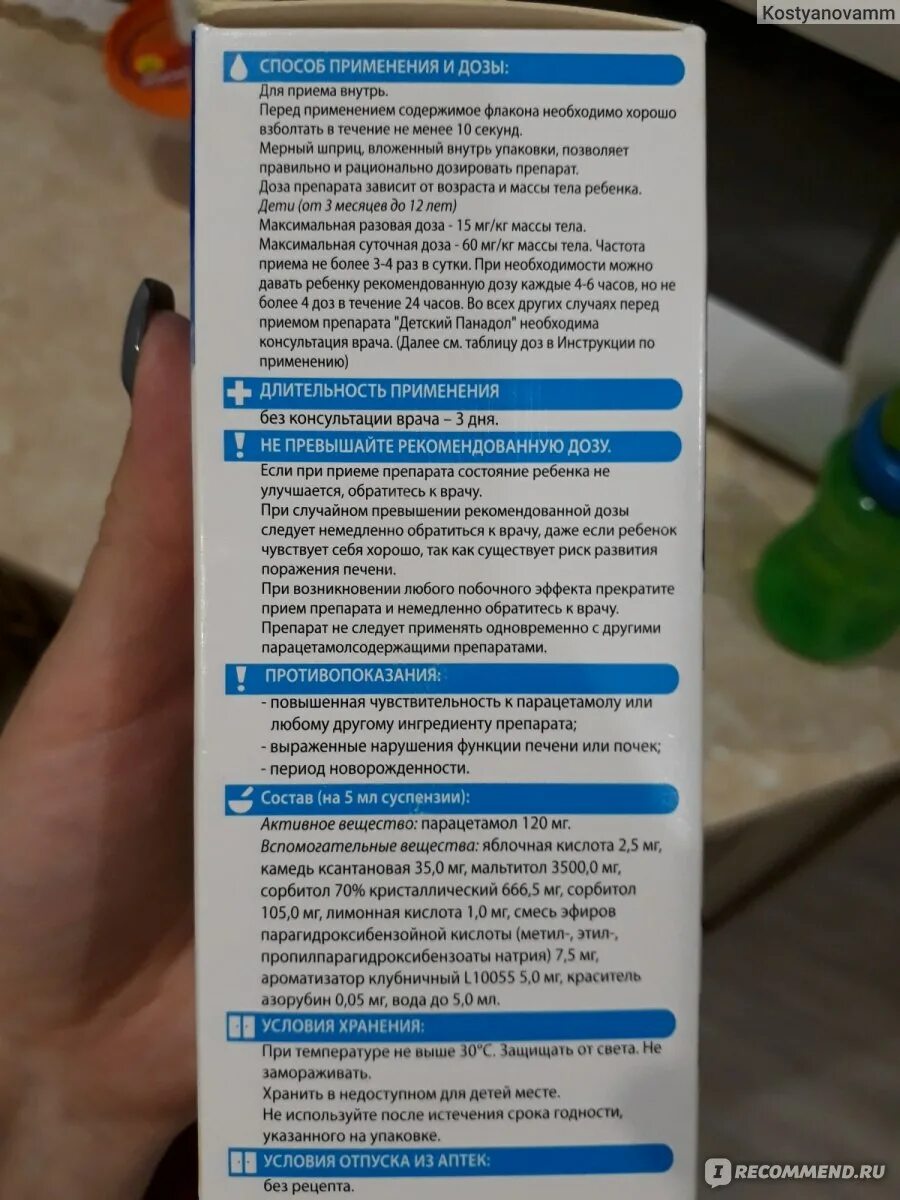 Kostyanovamm
СПОСОБ ПРИМЕНЕНИЯ И ДОЗЫ:
Для приема внутрь.
Перед применением содержимое флакона необходимо хорошо
взболтать в течение не менее 10 секунд.
Мерный шприц, вложенный внутрь упаковки, позволяет
правильно и рационально дозировать препарат.
Доза препарата зависит от возраста и массы тела ребенка.
Дети (от 3 месяцев до 12 лет)
Максимальная разовая доза - 15 мг/кг массы тела.
Максимальная суточная доза - 60 мг/кг массы тела. Частота
приема не более 3-4 раз в сутки. При необходимости можно
давать ребенку рекомендованную дозу каждые 4-6 часов, но не
более 4 доз в течение 24 часов. Во всех других случаях перед
приемом препарата "Детский Панадол" необходима
консультация врача. (Далее см. таблицу доз в Инструкции по
применению)
ДЛИТЕЛЬНОСТЬ ПРИМЕНЕНИЯ
без консультации врача – 3 дня.
НЕ ПРЕВЫШАЙТЕ РЕКОМЕНДОВАННУЮ ДОЗУ.
Если при приеме препарата состояние ребенка не
улучшается, обратитесь к врачу.
При случайном превышении рекомендованной дозы
следует немедленно обратиться к врачу, даже если ребенок
чувствует себя хорошо, так как существует риск развития
поражения печени.
При возникновении любого побочного эффекта прекратите
прием препарата и немедленно обратитесь к врачу.
Препарат не следует применять одновременно с другими
парацетамолсодержащими препаратами.
ПРОТИВОПОКАЗАНИЯ:
- повышенная чувствительность к парацетамолу или
любому другому ингредиенту препарата;
- выраженные нарушения функции печени или почек;
- период новорожденности.
Состав (на 5 мл суспензии):
Активное вещество: парацетамол 120 мг.
Вспомогательные вещества: яблочная кислота 2,5 мг,
камедь ксантановая 35,0 мг, мальтитол 3500,0 мг,
сорбитол 70% кристаллический 666,5 мг, сорбитол
105,0 мг, лимонная кислота 1,0 мг, смесь эфиров
парагидроксибензойной кислоты (метил-, этил-,
пропилпарагидроксибензоаты натрия) 7,5 мг,
ароматизатор клубничный L10055 5,0 мг, краситель
азорубин 0,05 мг, вода до 5,0 мл.
УСЛОВИЯ ХРАНЕНИЯ:
При температуре не выше 30°С. Защищать от света. Не
замораживать.
Хранить в недоступном для детей месте.
Не используйте после истечения срока годности,
указанного на упаковке.
УСЛОВИЯ ОТПУСКА ИЗ АПТЕК:
без рецепта.
IRECOMMEND.RU